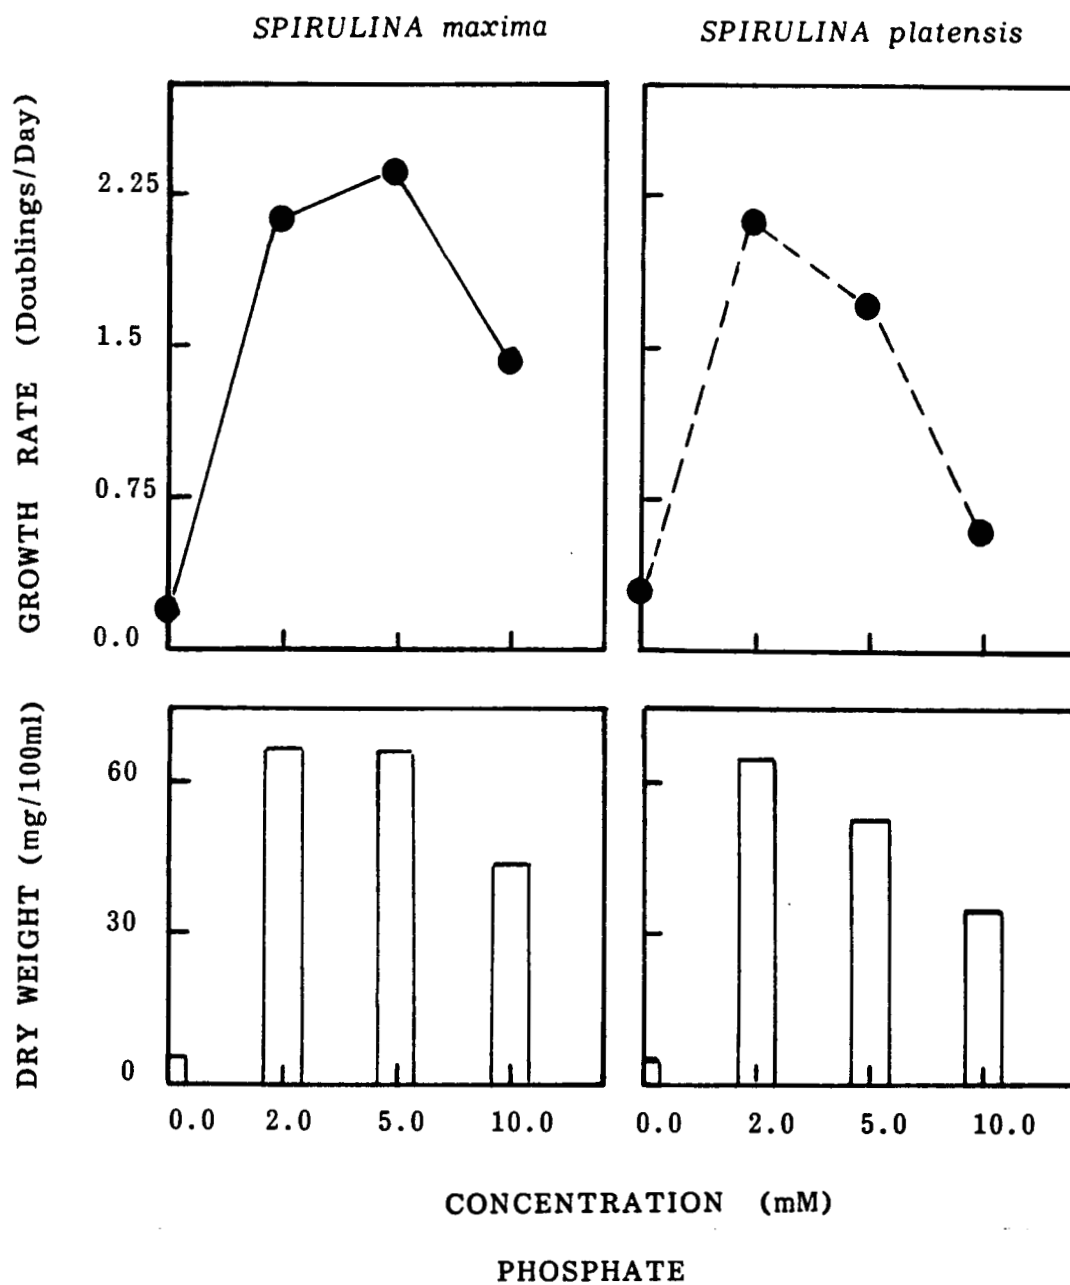 SPIRULINA maxima
SPIRULINA platensis
GROWTH RATE (Doublings/Day)
2.25
1.5
0.75
0.0
DRY WEIGHT (mg/100ml)
60
30
0
0.0 2.0 5.0 10.0
0.0 2.0 5.0 10.0
CONCENTRATION (mM)
PHOSPHATE